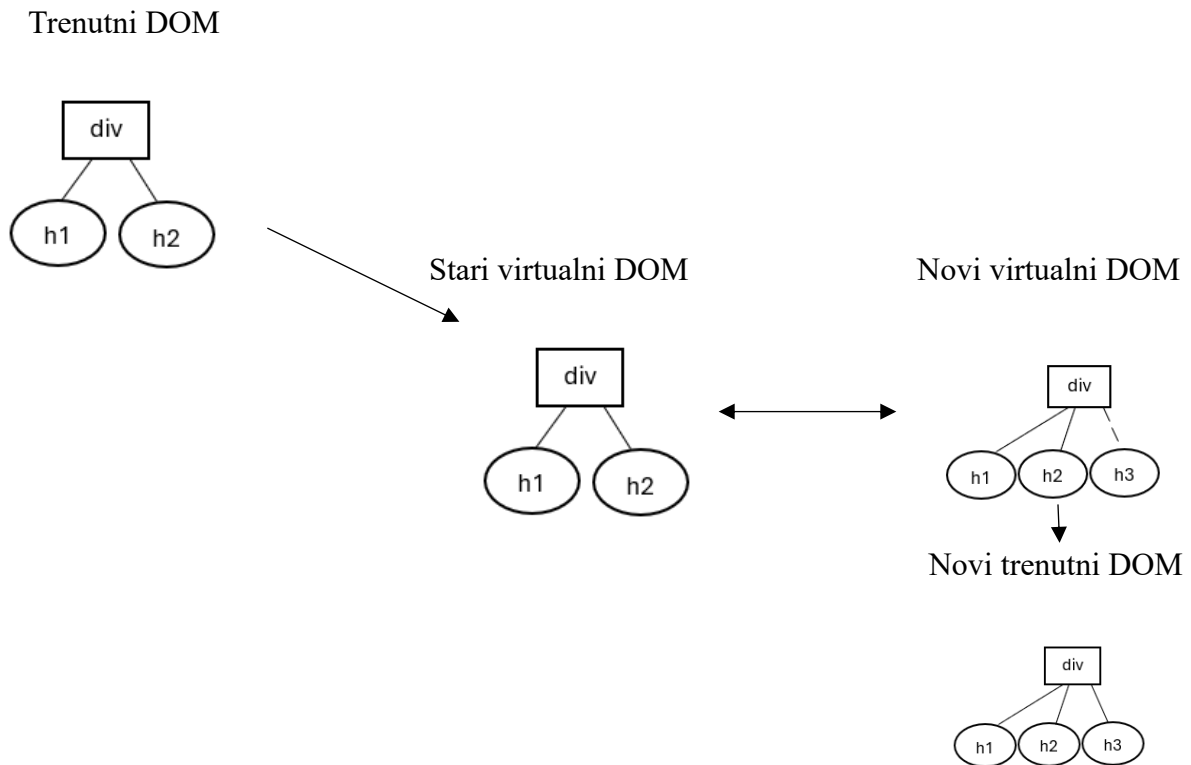 Trenutni DOM
div
h1
h2
Stari virtualni DOM
div
h1
h2
Novi virtualni DOM
div
h1
h2
h3
Novi trenutni DOM
div
h1
h2
h3